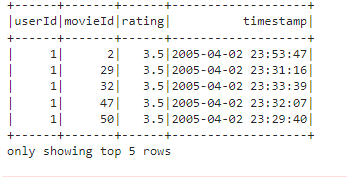 +------+-------+------+-------------------+
|userId|movieId|rating|          timestamp|
+------+-------+------+-------------------+
|     1|      2|   3.5|2005-04-02 23:53:47|
|     1|     29|   3.5|2005-04-02 23:31:16|
|     1|     32|   3.5|2005-04-02 23:33:39|
|     1|     47|   3.5|2005-04-02 23:32:07|
|     1|     50|   3.5|2005-04-02 23:29:40|
+------+-------+------+-------------------+
only showing top 5 rows